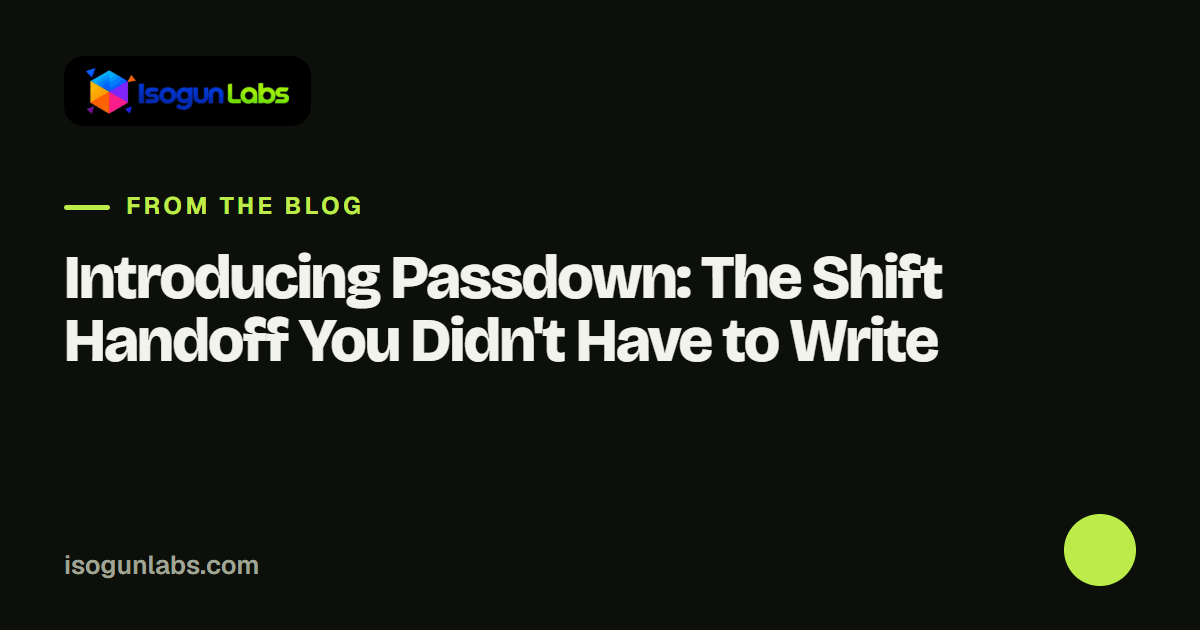 Isogun Labs
FROM THE BLOG
Introducing Passdown: The Shift
Handoff You Didn't Have to Write
isogunlabs.com